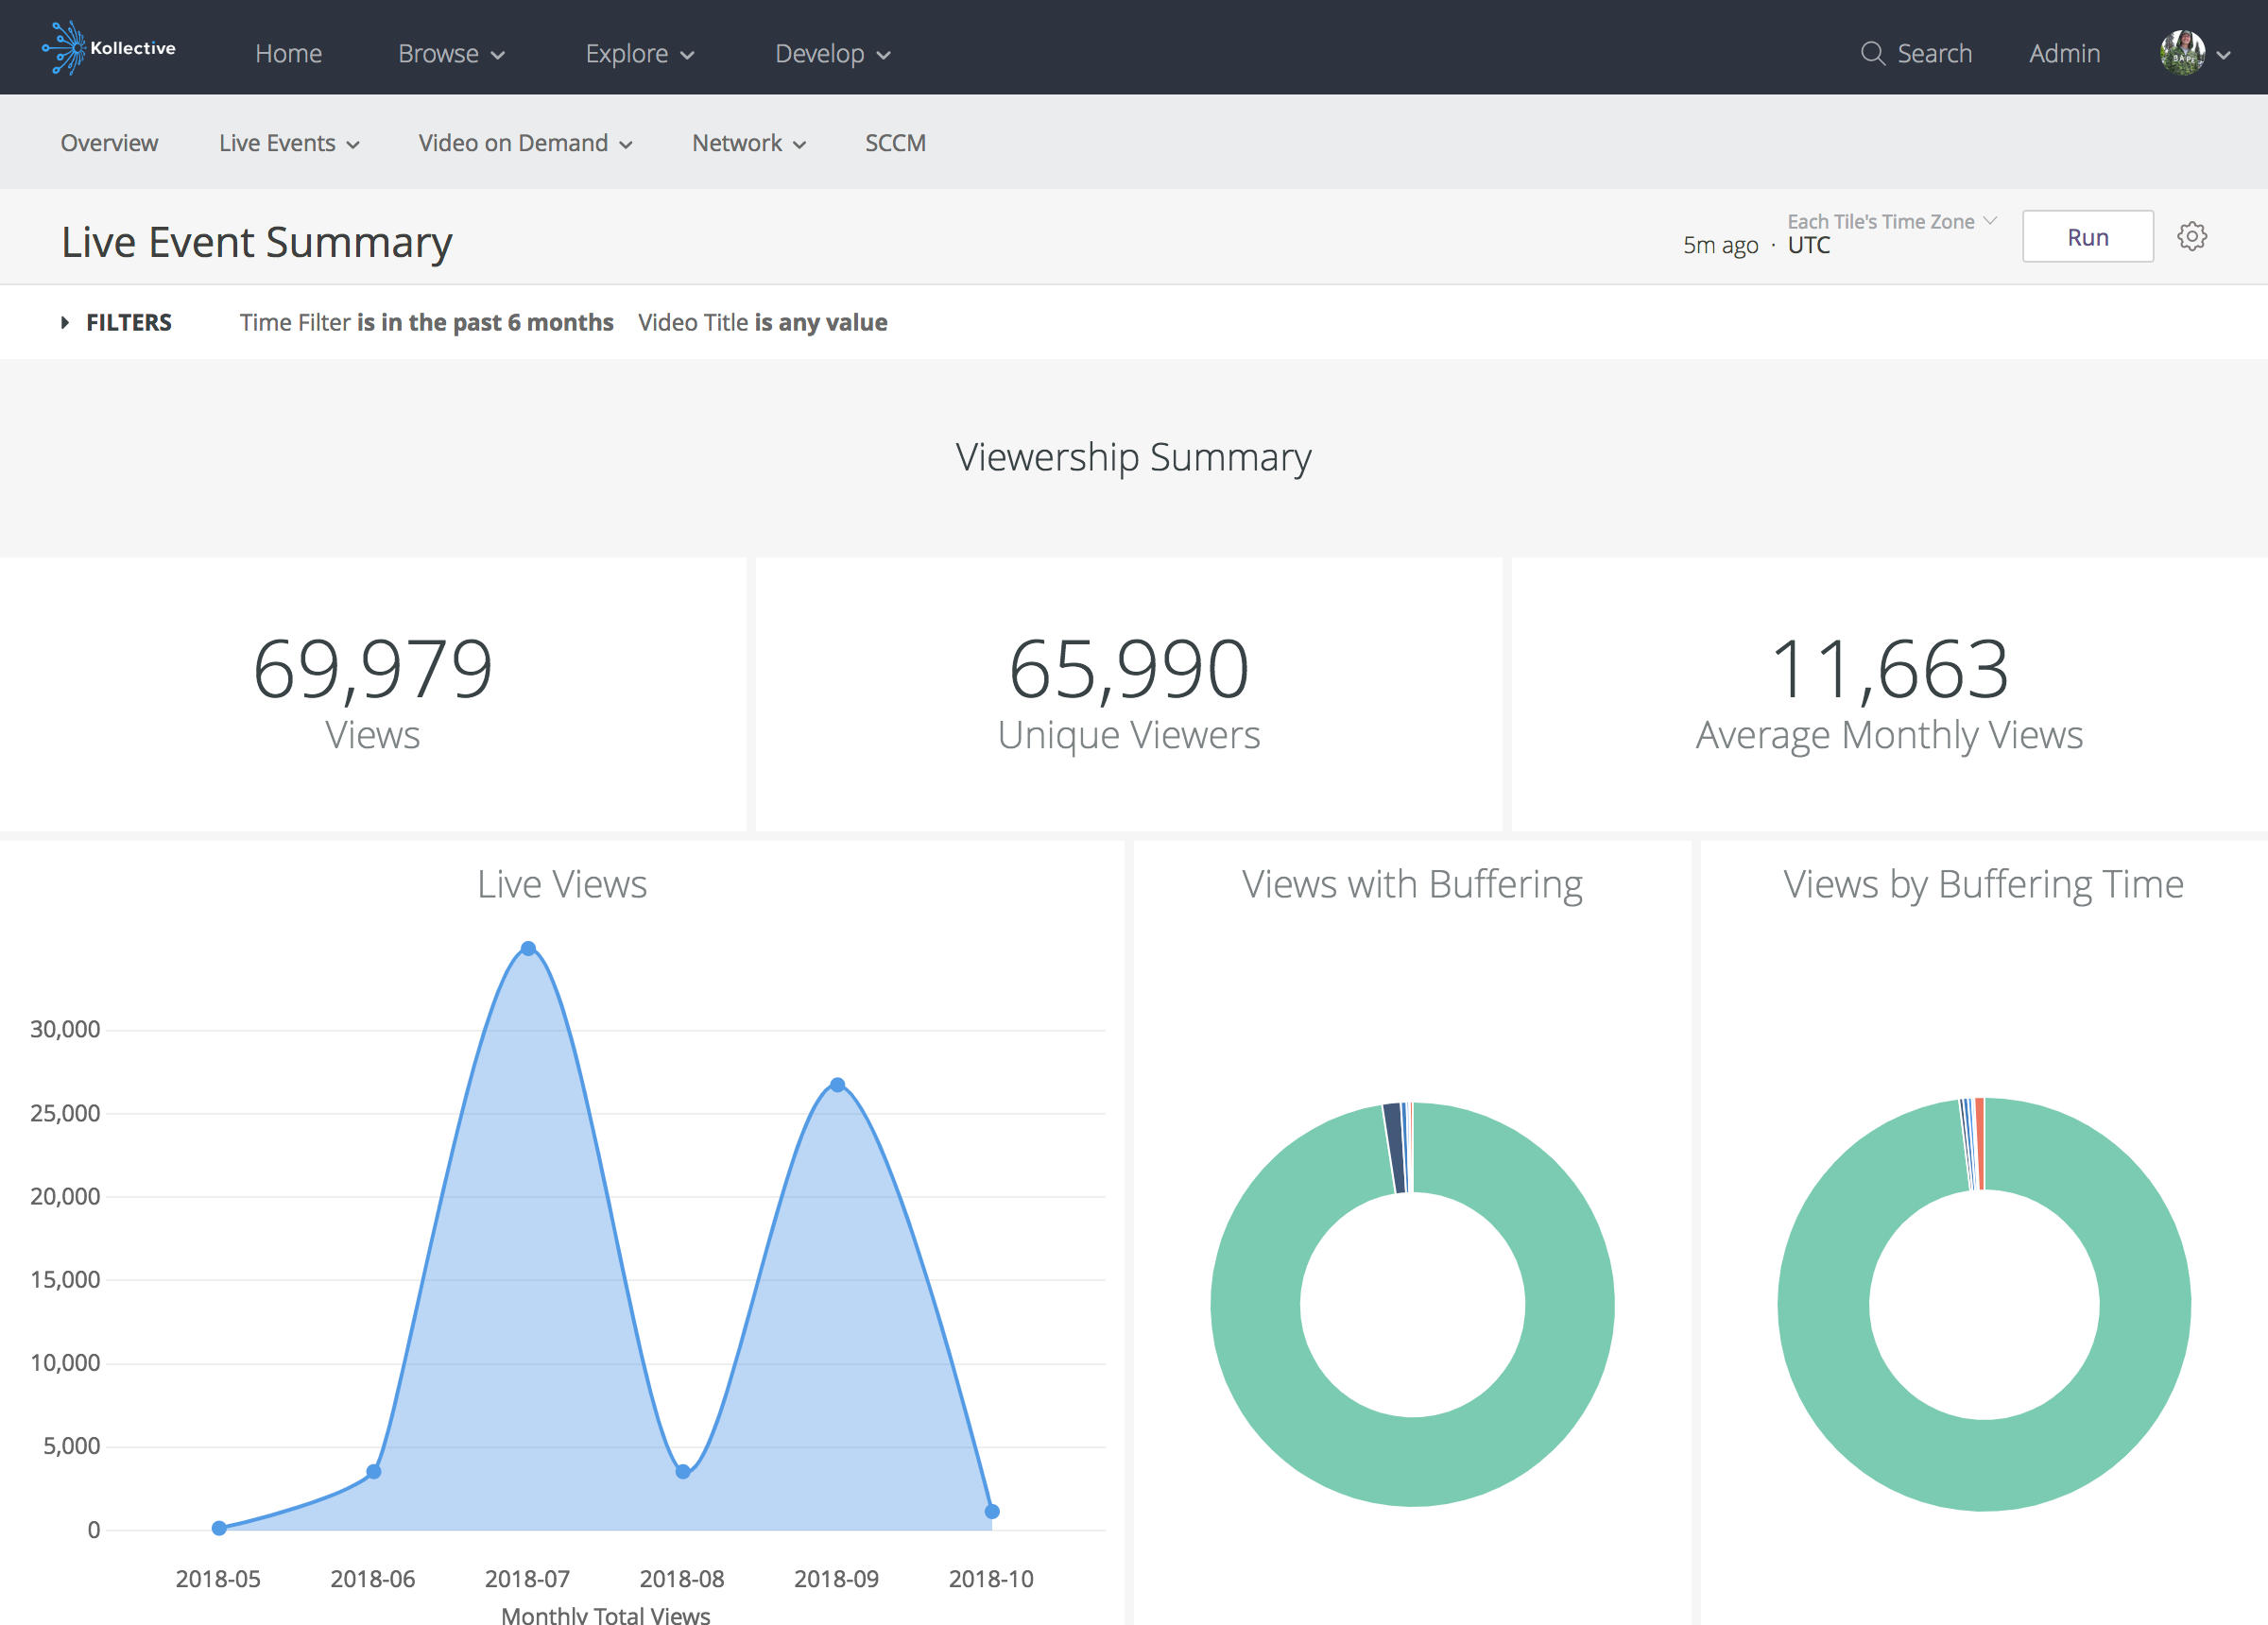 Kollective
Home
Browse
Explore
Develop
Search
Admin
BAPE
Overview
Live Events
Video on Demand
Network
SCCM
Live Event Summary
Each Tile's Time Zone
5m ago · UTC
Run
FILTERS
Time Filter is in the past 6 months
Video Title is any value
Viewership Summary
69,979
Views
65,990
Unique Viewers
11,663
Average Monthly Views
Live Views
30,000
25,000
20,000
15,000
10,000
5,000
0
2018-05
2018-06
2018-07
2018-08
2018-09
2018-10
Monthly Total Views
Views with Buffering
Views by Buffering Time